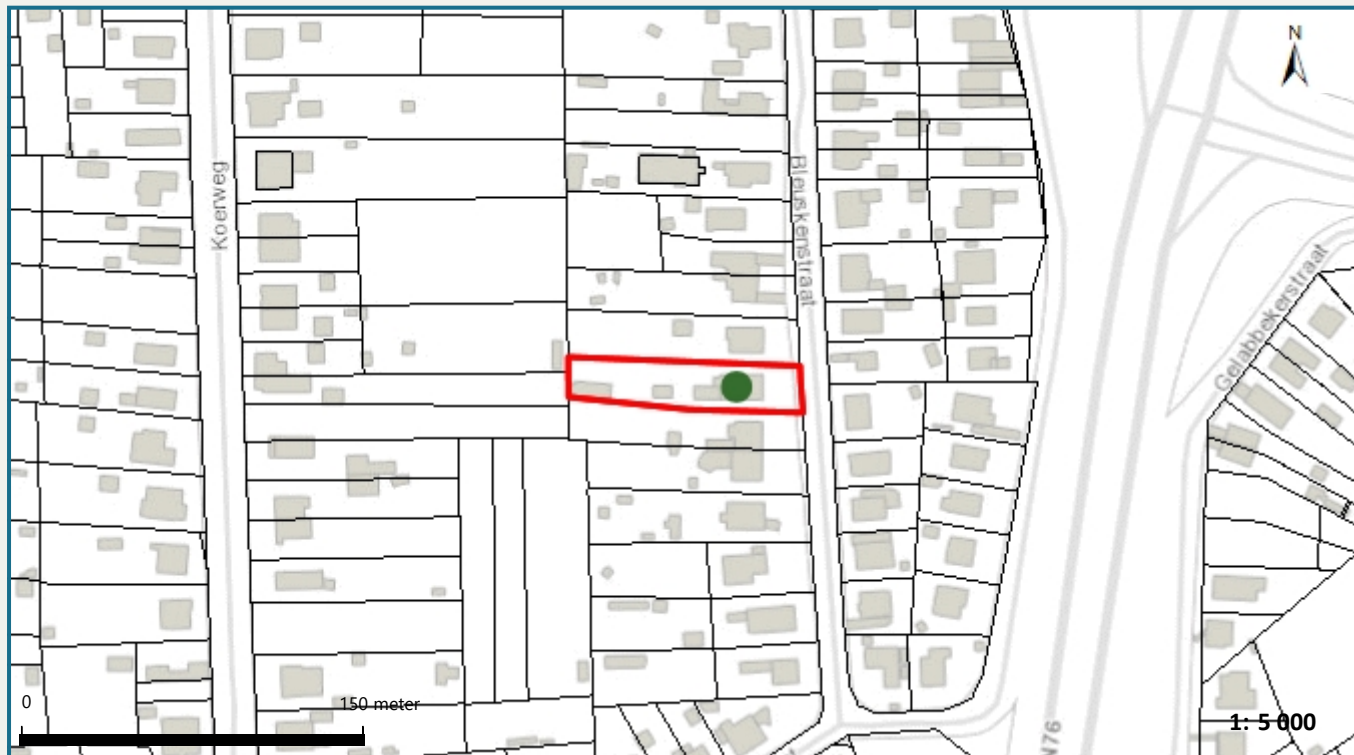 N
Koerweg
Bleuskenstraat
Gelabbekerstraat
0
150 meter
N76
1: 5 000